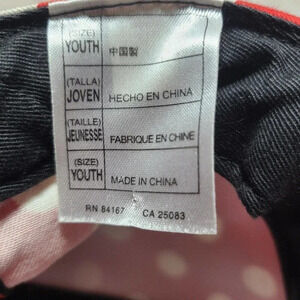 (SIZE)
YOUTH 中国製
(TALLA)
JOVEN HECHO EN CHINA
(TAILLE)
JEUNESSE FABRIQUE EN CHINE
(SIZE)
YOUTH MADE IN CHINA
RN 84167 CA 25083